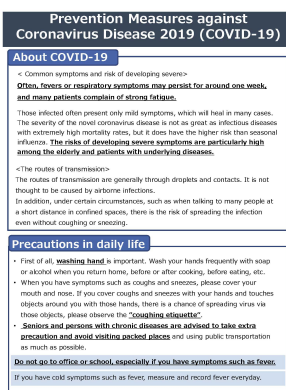 Prevention Measures against
Coronavirus Disease 2019 (COVID-19)
About COVID-19
< Common symptoms and risk of developing severe>
Often, fevers or respiratory symptoms may persist for around one week,
and many patients complain of strong fatigue.
Those infected often present only mild symptoms, which will heal in many cases.
The severity of the novel coronavirus disease is not as great as infectious diseases
with extremely high mortality rates, but it does have the higher risk than seasonal
influenza. The risks of developing severe symptoms are particularly high
among the elderly and patients with underlying diseases.
<The routes of transmission>
The routes of transmission are generally through droplets and contacts. It is not
thought to be caused by airborne infections.
In addition, under certain circumstances, such as when talking to many people at
a short distance in confined spaces, there is the risk of spreading the infection
even without coughing or sneezing.
Precautions in daily life
• First of all, washing hand is important. Wash your hands frequently with soap
or alcohol when you return home, before or after cooking, before eating, etc.
• When you have symptoms such as coughs and sneezes, please cover your
mouth and nose. If you cover coughs and sneezes with your hands and touches
objects around you with those hands, there is a chance of spreading virus via
those objects, please observe the "coughing etiquette".
• Seniors and persons with chronic diseases are advised to take extra
precaution and avoid visiting packed places and using public transportation
as much as possible.
Do not go to office or school, especially if you have symptoms such as fever.
If you have cold symptoms such as fever, measure and record fever everyday.